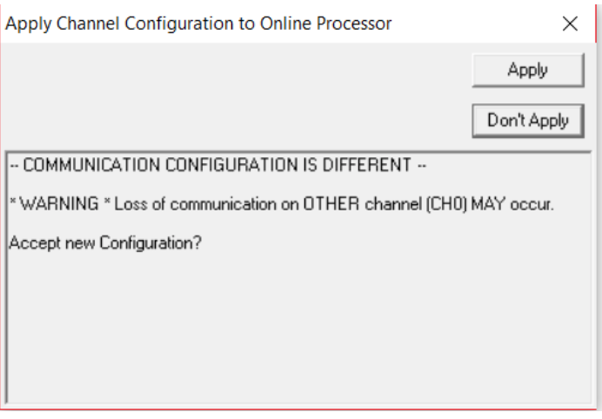 Apply Channel Configuration to Online Processor
Apply
Don't Apply
-- COMMUNICATION CONFIGURATION IS DIFFERENT --
* WARNING * Loss of communication on OTHER channel (CH0) MAY occur.
Accept new Configuration?